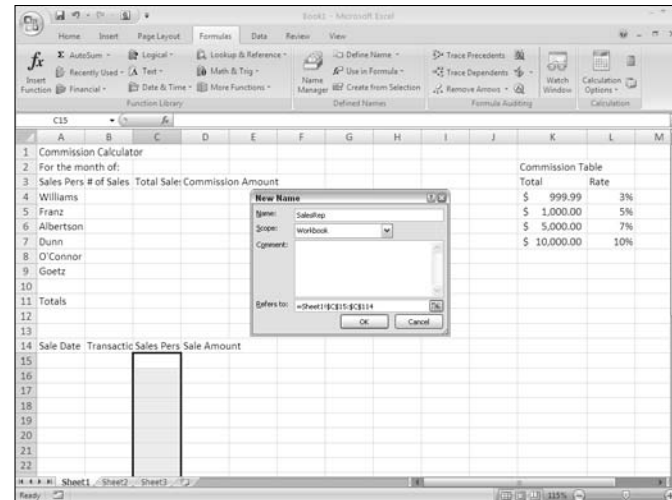 Book1 - Microsoft Excel
Home Insert Page Layout Formulas Data Review View
Insert Function
Σ AutoSum
Recently Used
Financial
Logical
Text
Date & Time
Lookup & Reference
Math & Trig
More Functions
Function Library
Name Manager
Define Name
Use in Formula
Create from Selection
Defined Names
Trace Precedents
Trace Dependents
Remove Arrows
Watch Window
Formula Auditing
Calculation Options
Calculation
C15 fx
A B C D E F G H I J K L M
1 Commission Calculator
2 For the month of: Commission Table
3 Sales Pers # of Sales Total Sale: Commission Amount Total Rate
4 Williams $ 999.99 3%
5 Franz $ 1,000.00 5%
6 Albertson $ 5,000.00 7%
7 Dunn $ 10,000.00 10%
8 O'Connor
9 Goetz
10
11 Totals
12
13
14 Sale Date Transactic Sales Pers Sale Amount
15
16
17
18
19
20
21
22
New Name
Name: SalesRep
Scope: Workbook
Comment:
Refers to: =Sheet1!$C$15:$C$114
OK Cancel
Sheet1 Sheet2 Sheet3
Ready 115%